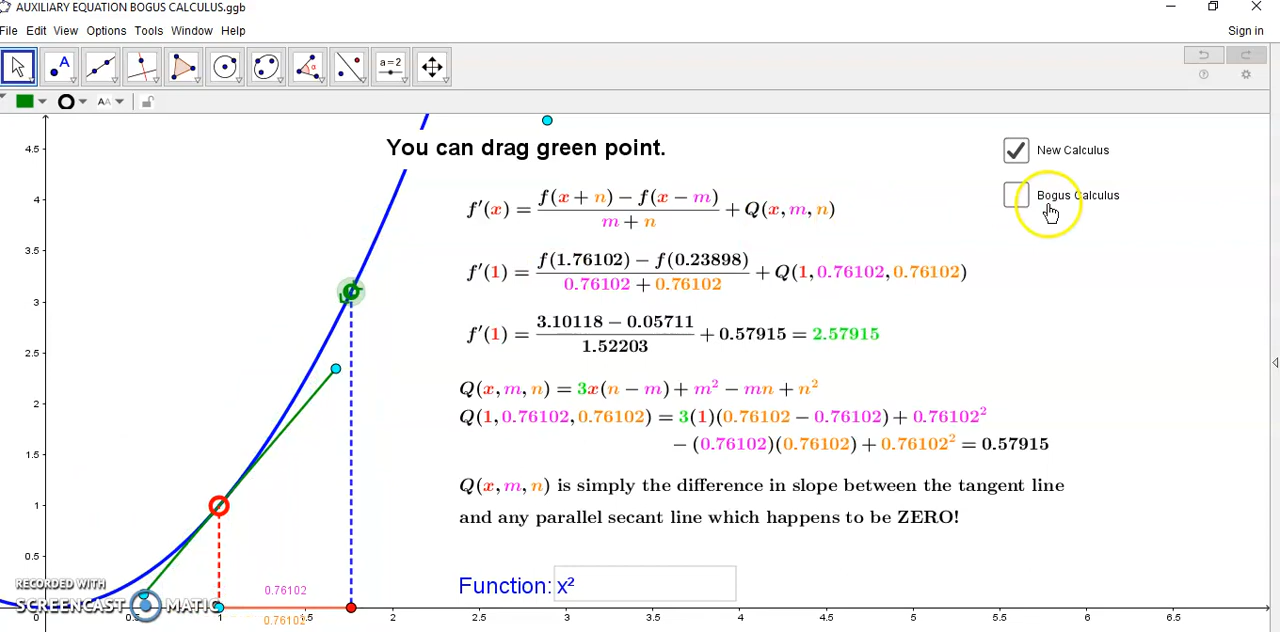 AUXILIARY EQUATION BOGUS CALCULUS.ggb
File Edit View Options Tools Window Help
Sign in
A
a=2
AA
4.5
4
3.5
3
2.5
2
1.5
1
0.5
You can drag green point.
New Calculus
Bogus Calculus
f′(x) = (f(x + n) − f(x − m))/(m + n) + Q(x, m, n)
f′(1) = (f(1.76102) − f(0.23898))/(0.76102 + 0.76102) + Q(1, 0.76102, 0.76102)
f′(1) = (3.10118 − 0.05711)/1.52203 + 0.57915 = 2.57915
Q(x, m, n) = 3x(n − m) + m² − mn + n²
Q(1, 0.76102, 0.76102) = 3(1)(0.76102 − 0.76102) + 0.76102²
− (0.76102)(0.76102) + 0.76102² = 0.57915
Q(x, m, n) is simply the difference in slope between the tangent line
and any parallel secant line which happens to be ZERO!
Function: x²
0.76102
0.76102
RECORDED WITH
SCREENCAST MATIC
0 0.5 1 1.5 2 2.5 3 3.5 4 4.5 5 5.5 6 6.5